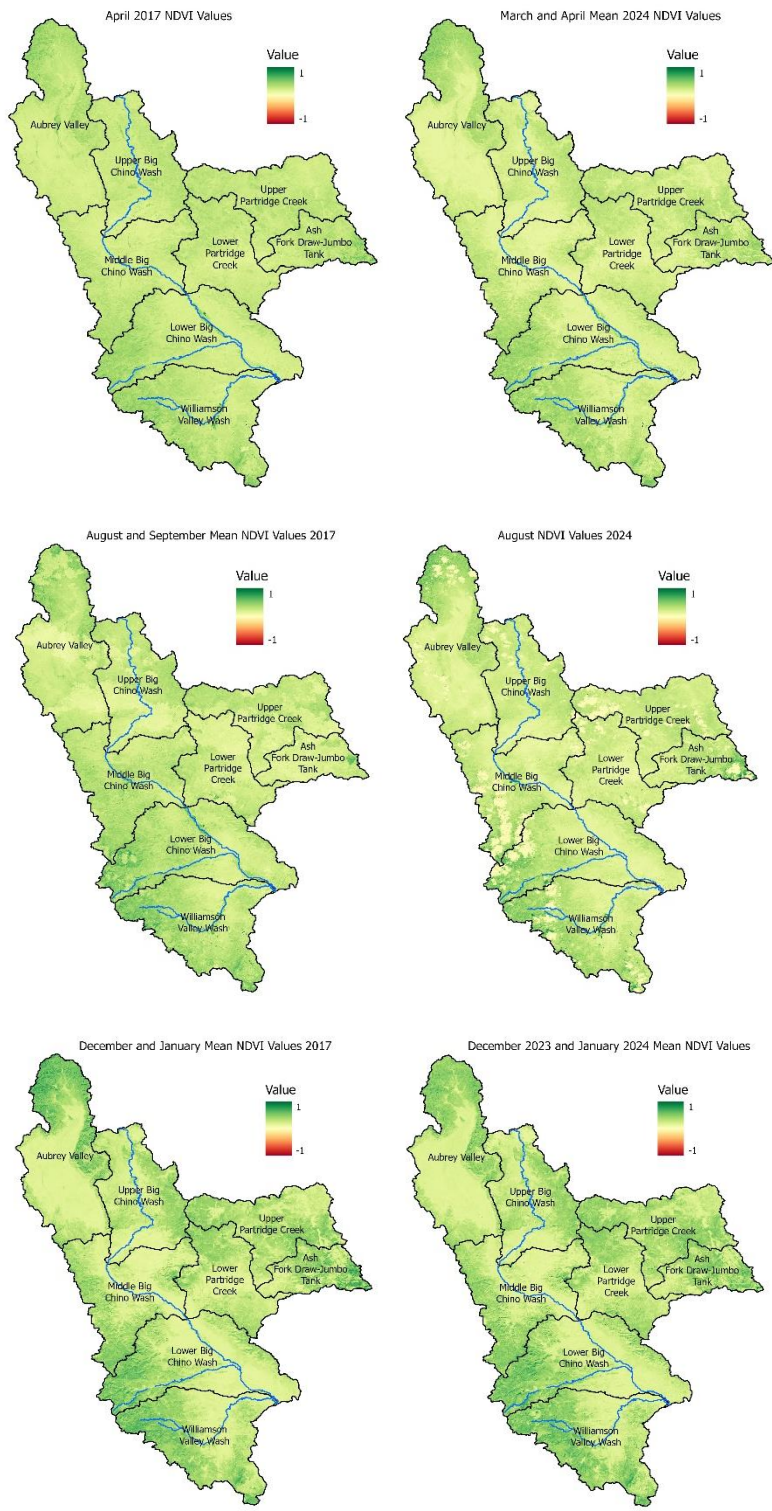 April 2017 NDVI Values
Value
1
-1
Aubrey Valley
Upper Big
Chino Wash
Upper
Partridge Creek
Ash
Fork Draw-Jumbo
Tank
Lower
Partridge
Creek
Middle Big
Chino Wash
Lower Big
Chino Wash
Williamson
Valley Wash
March and April Mean 2024 NDVI Values
Value
1
-1
Aubrey Valley
Upper Big
Chino Wash
Upper
Partridge Creek
Ash
Fork Draw-Jumbo
Tank
Lower
Partridge
Creek
Middle Big
Chino Wash
Lower Big
Chino Wash
Williamson
Valley Wash
August and September Mean NDVI Values 2017
Value
1
-1
Aubrey Valley
Upper Big
Chino Wash
Upper
Partridge Creek
Ash
Fork Draw-Jumbo
Tank
Lower
Partridge
Creek
Middle Big
Chino Wash
Lower Big
Chino Wash
Williamson
Valley Wash
August NDVI Values 2024
Value
1
-1
Aubrey Valley
Upper Big
Chino Wash
Upper
Partridge Creek
Ash
Fork Draw-Jumbo
Tank
Lower
Partridge
Creek
Middle Big
Chino Wash
Lower Big
Chino Wash
Williamson
Valley Wash
December and January Mean NDVI Values 2017
Value
1
-1
Aubrey Valley
Upper Big
Chino Wash
Upper
Partridge Creek
Ash
Fork Draw-Jumbo
Tank
Lower
Partridge
Creek
Middle Big
Chino Wash
Lower Big
Chino Wash
Williamson
Valley Wash
December 2023 and January 2024 Mean NDVI Values
Value
1
-1
Aubrey Valley
Upper Big
Chino Wash
Upper
Partridge Creek
Ash
Fork Draw-Jumbo
Tank
Lower
Partridge
Creek
Middle Big
Chino Wash
Lower Big
Chino Wash
Williamson
Valley Wash